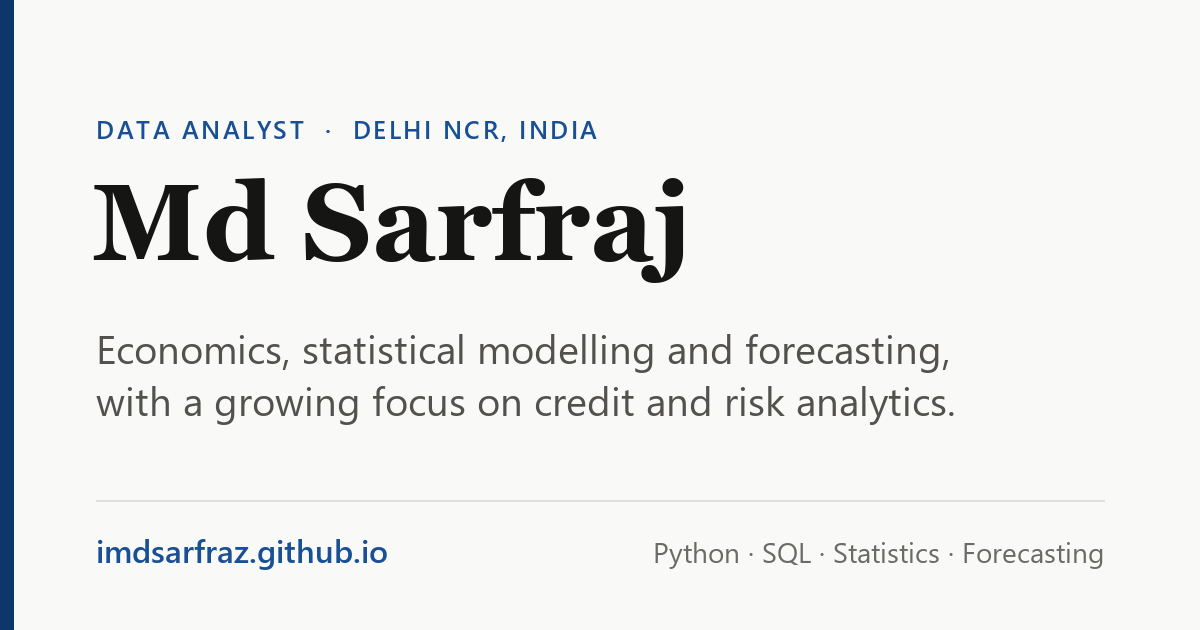 DATA ANALYST · DELHI NCR, INDIA
Md Sarfraj
Economics, statistical modelling and forecasting,
with a growing focus on credit and risk analytics.
imdsarfraz.github.io
Python · SQL · Statistics · Forecasting